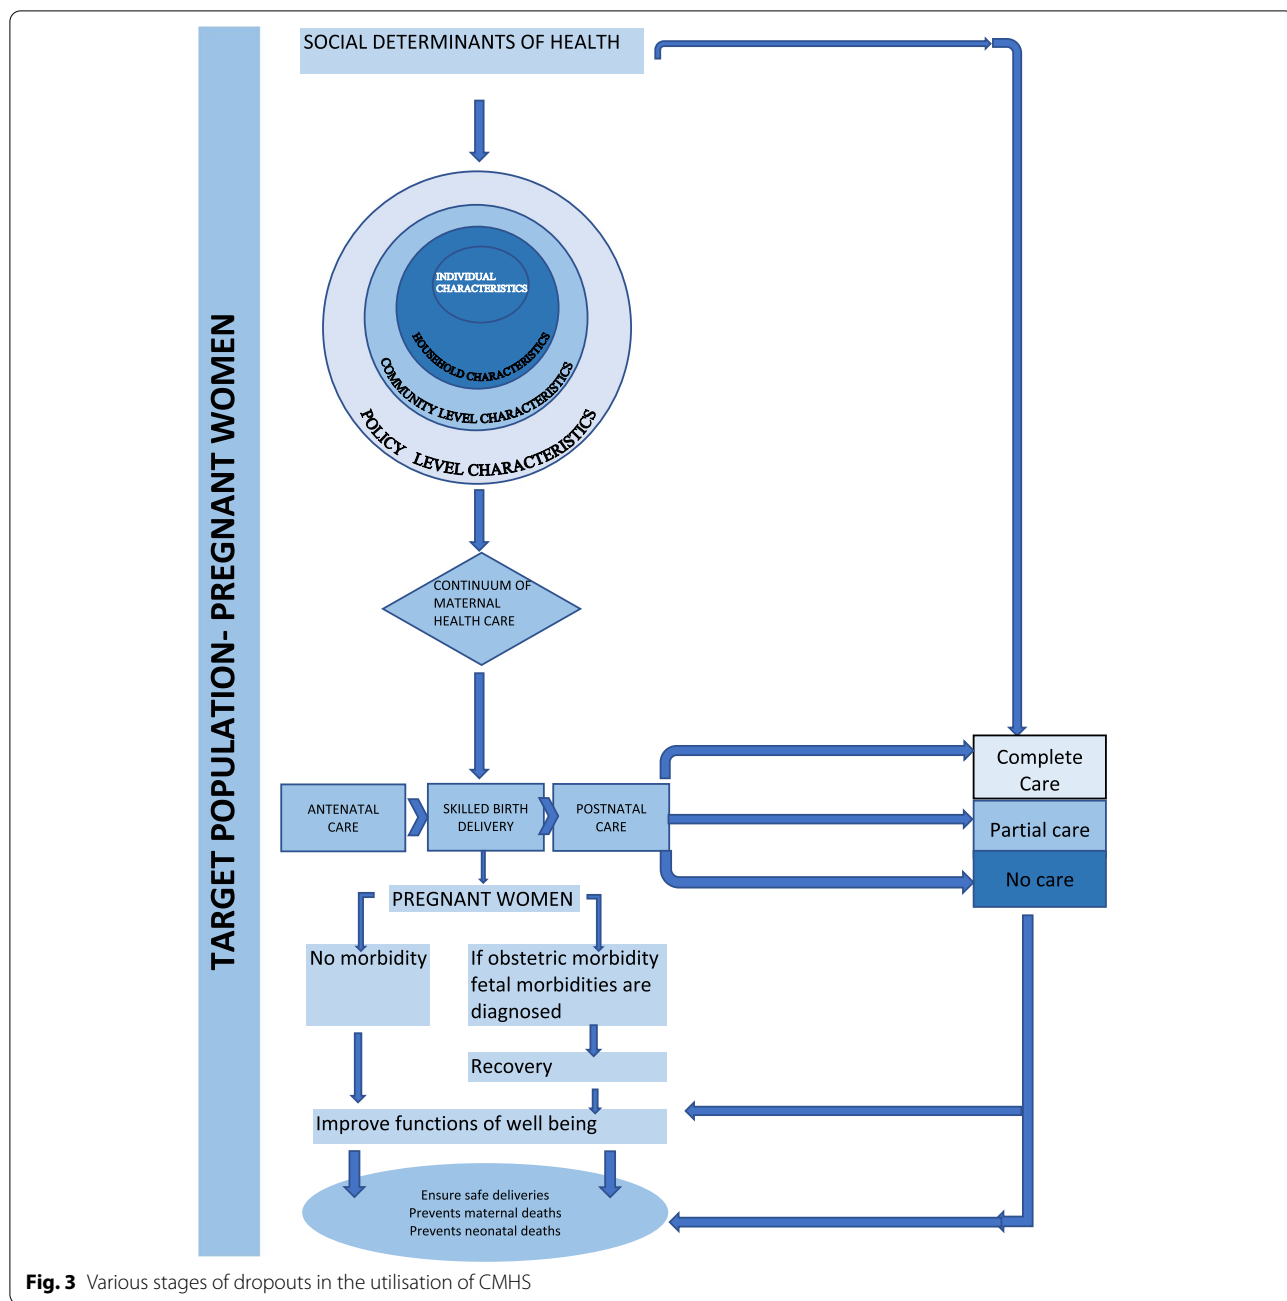 TARGET POPULATION- PREGNANT WOMEN
SOCIAL DETERMINANTS OF HEALTH
INDIVIDUAL
CHARACTERISTICS
HOUSEHOLD CHARACTERISTICS
COMMUNITY LEVEL CHARACTERISTICS
POLICY LEVEL CHARACTERISTICS
CONTINUUM OF
MATERNAL
HEALTH CARE
ANTENATAL
CARE
SKILLED BIRTH
DELIVERY
POSTNATAL
CARE
Complete
Care
Partial care
No care
PREGNANT WOMEN
No morbidity
If obstetric morbidity
fetal morbidities are
diagnosed
Recovery
Improve functions of well being
Ensure safe deliveries
Prevents maternal deaths
Prevents neonatal deaths
Fig. 3 Various stages of dropouts in the utilisation of CMHS